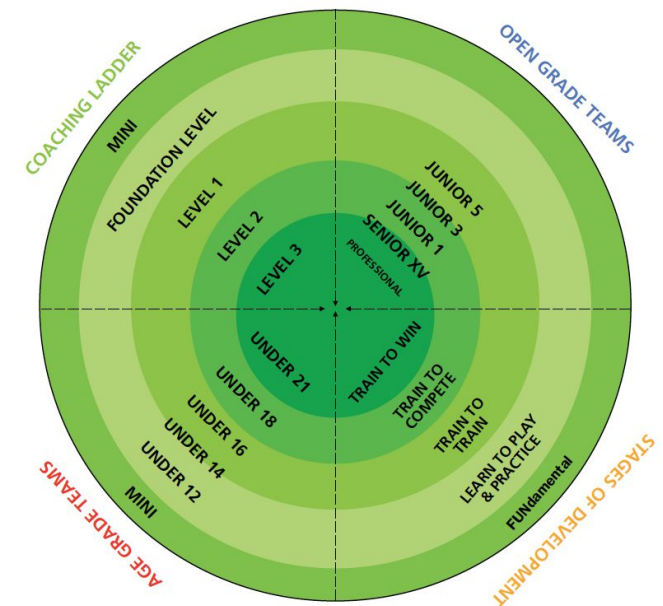 COACHING LADDER
MINI
FOUNDATION LEVEL
LEVEL 1
LEVEL 2
LEVEL 3
OPEN GRADE TEAMS
JUNIOR 5
JUNIOR 3
JUNIOR 1
SENIOR XV
PROFESSIONAL
AGE GRADE TEAMS
UNDER 21
UNDER 18
UNDER 16
UNDER 14
UNDER 12
MINI
STAGES OF DEVELOPMENT
TRAIN TO WIN
TRAIN TO
COMPETE
TRAIN TO
TRAIN
LEARN TO PLAY
& PRACTICE
FUNdamental